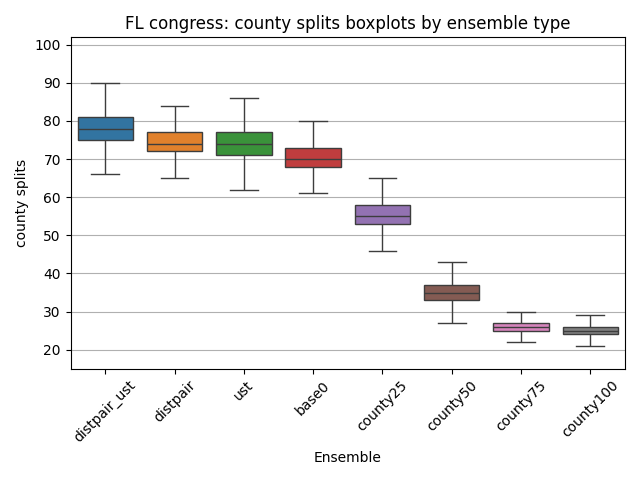 FL congress: county splits boxplots by ensemble type
100
90
80
70
60
50
40
30
20
county splits
distpair_ust
distpair
ust
base0
county25
county50
county75
county100
Ensemble